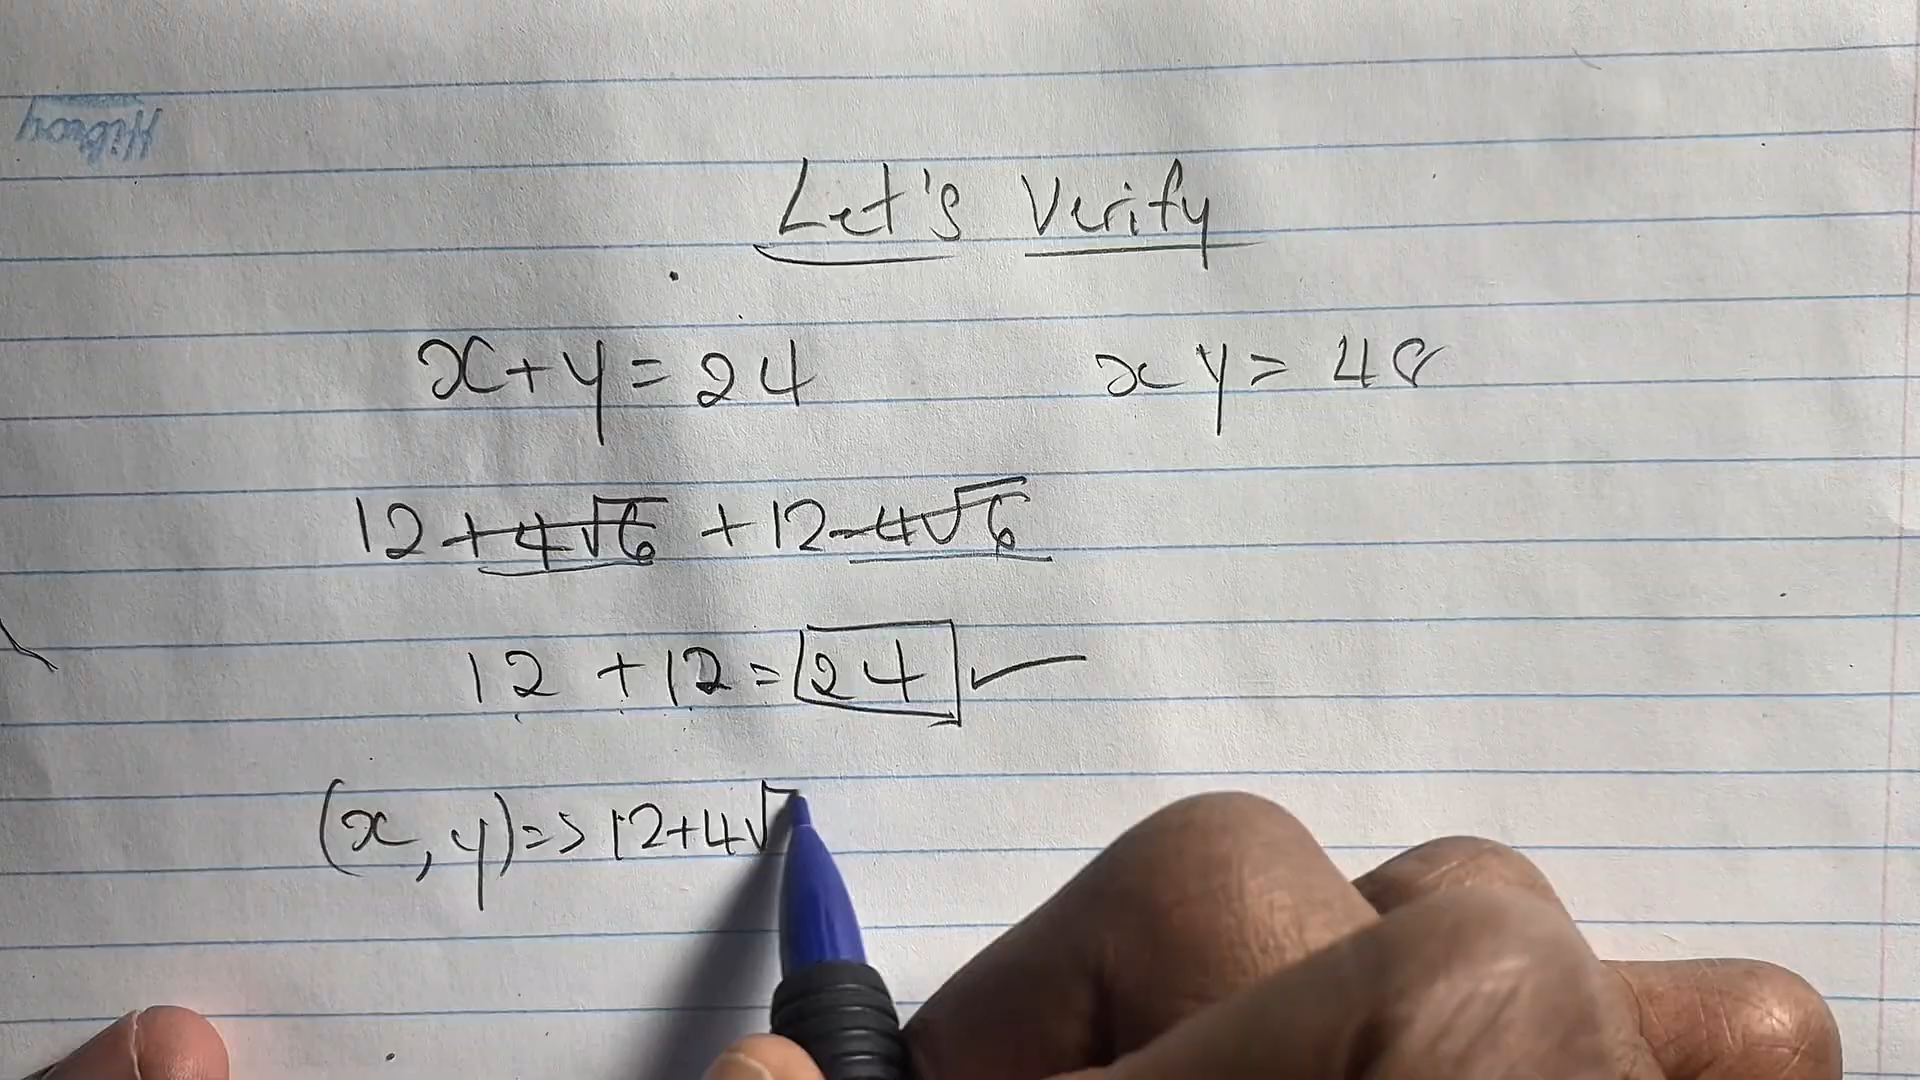 Let's Verify
x+y=24 xy=48
12+4√6 +12-4√6
12 +12=24 ✓
(x,y)=> 12+4√